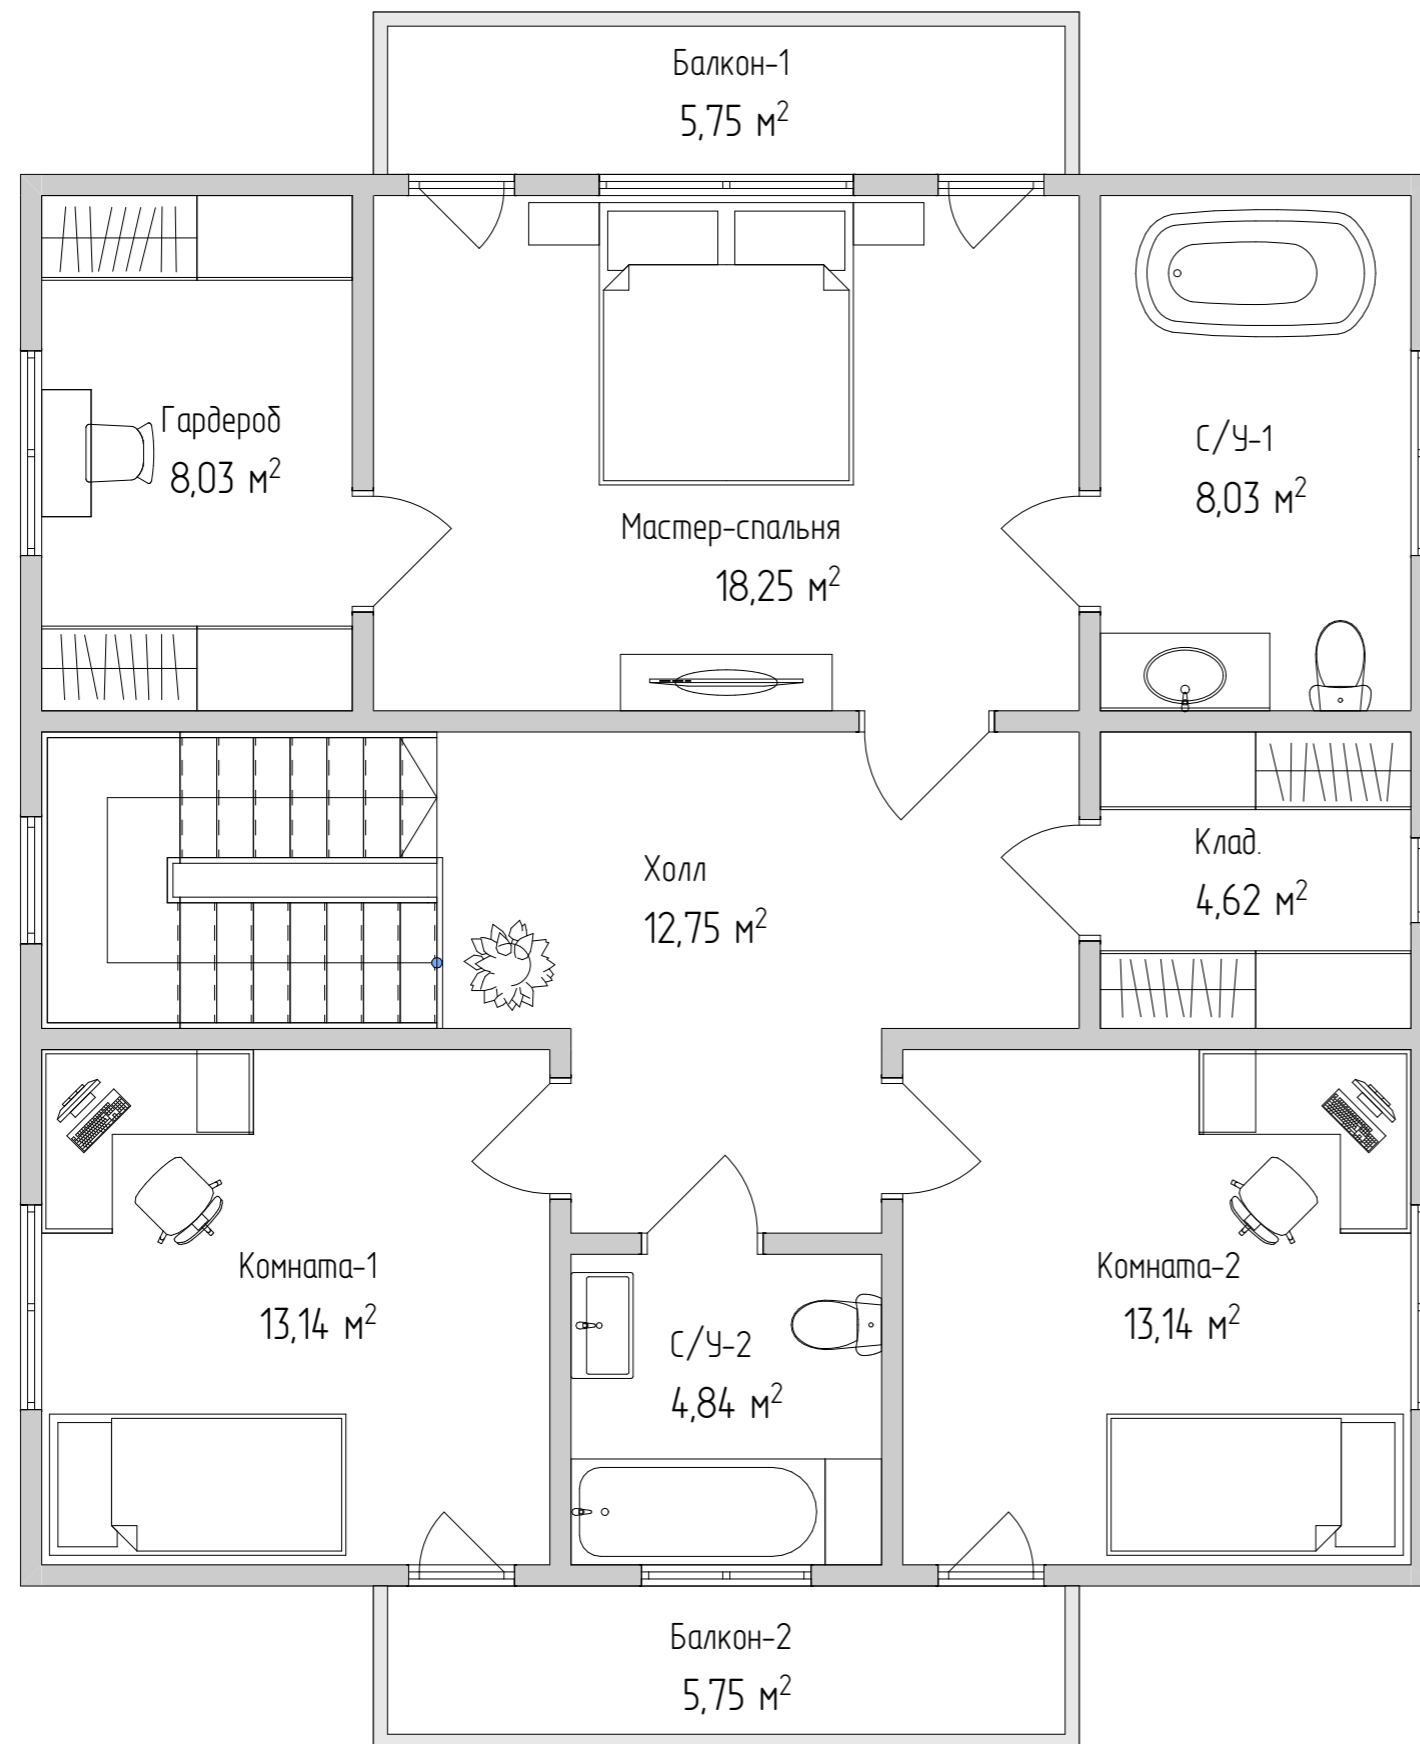 Балкон-1
5,75 м²
Гардероб
8,03 м²
С/У-1
8,03 м²
Мастер-спальня
18,25 м²
Клад.
4,62 м²
Холл
12,75 м²
Комната-1
13,14 м²
Комната-2
13,14 м²
С/У-2
4,84 м²
Балкон-2
5,75 м²